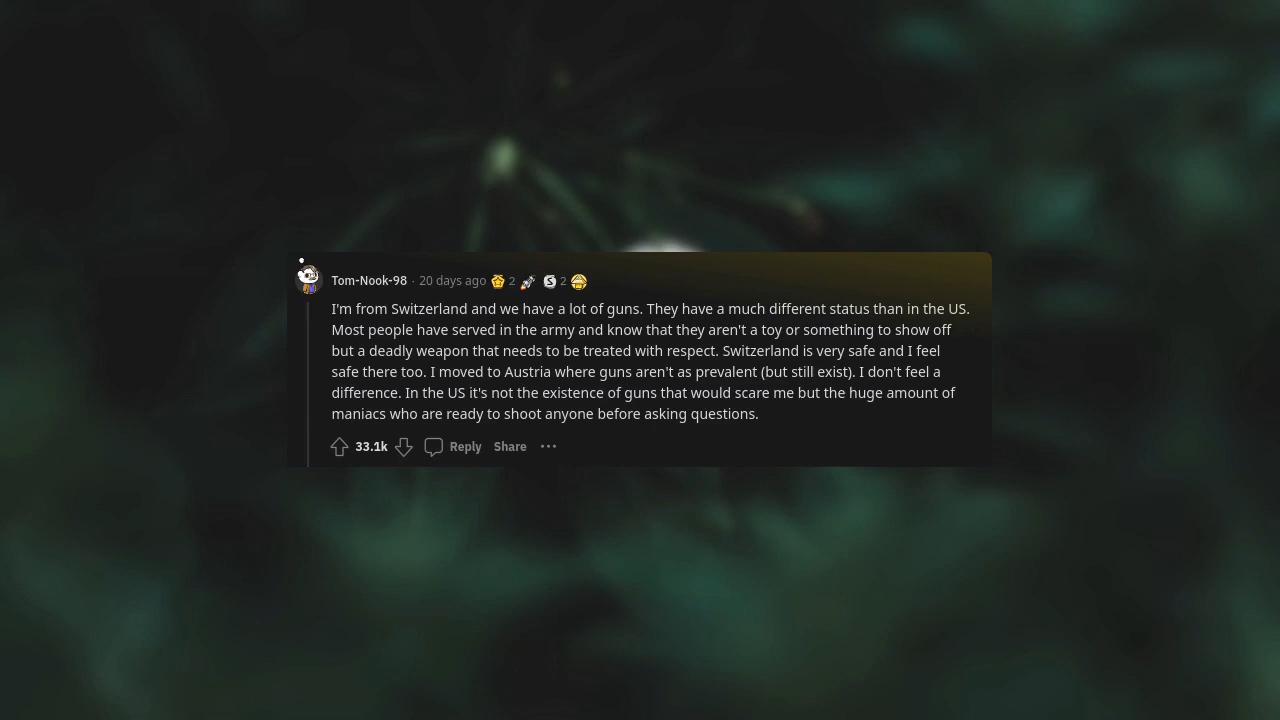 Tom-Nook-98 · 20 days ago 2 2
I'm from Switzerland and we have a lot of guns. They have a much different status than in the US.
Most people have served in the army and know that they aren't a toy or something to show off
but a deadly weapon that needs to be treated with respect. Switzerland is very safe and I feel
safe there too. I moved to Austria where guns aren't as prevalent (but still exist). I don't feel a
difference. In the US it's not the existence of guns that would scare me but the huge amount of
maniacs who are ready to shoot anyone before asking questions.
33.1k Reply Share